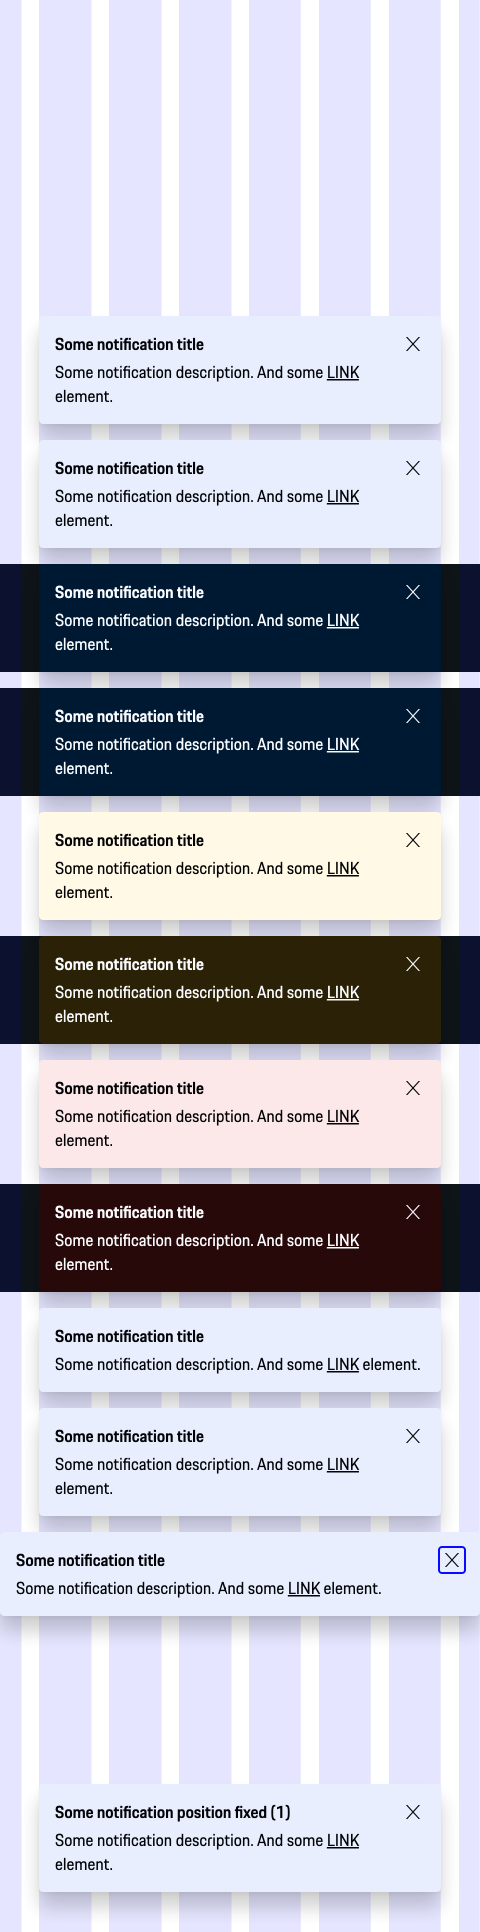 Some notification title
Some notification description. And some LINK
element.
Some notification title
Some notification description. And some LINK
element.
Some notification title
Some notification description. And some LINK
element.
Some notification title
Some notification description. And some LINK
element.
Some notification title
Some notification description. And some LINK
element.
Some notification title
Some notification description. And some LINK
element.
Some notification title
Some notification description. And some LINK
element.
Some notification title
Some notification description. And some LINK
element.
Some notification title
Some notification description. And some LINK element.
Some notification title
Some notification description. And some LINK
element.
Some notification title
Some notification description. And some LINK element.
Some notification position fixed (1)
Some notification description. And some LINK
element.